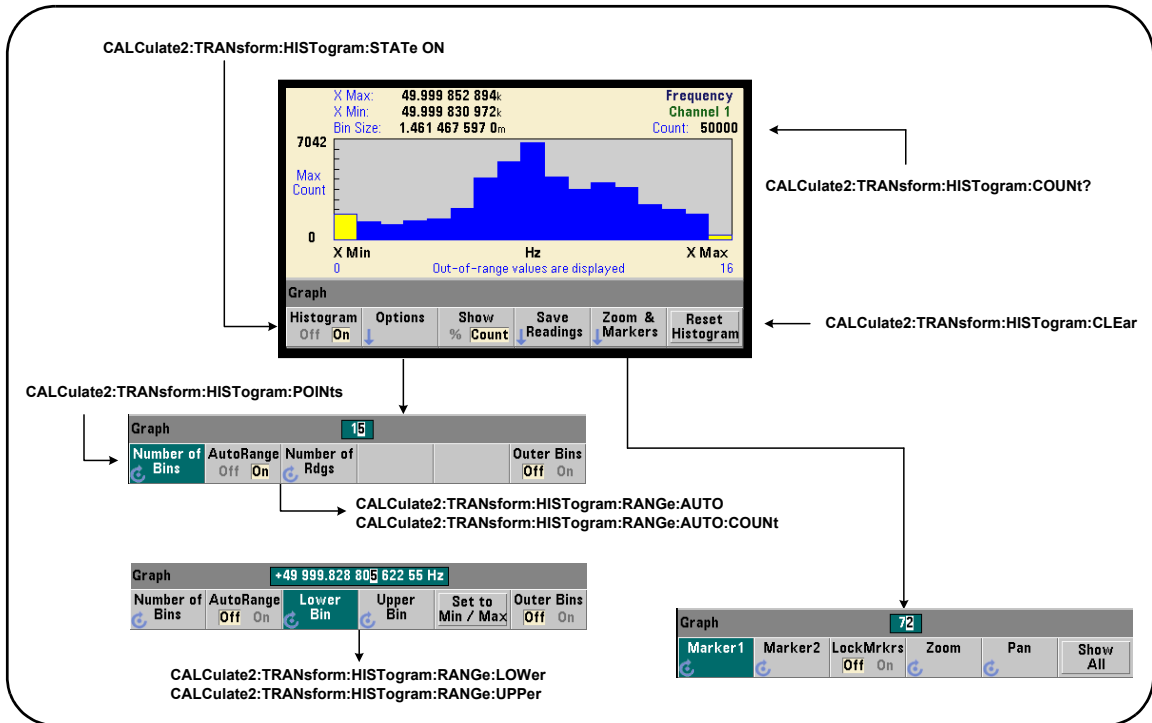 CALCulate2:TRANsform:HISTogram:STATe ON
X Max: 49.999 852 894k Frequency
X Min: 49.999 830 972k Channel 1
Bin Size: 1.461 467 597 0m Count: 50000
7042
Max
Count
0
X Min Hz X Max
0 Out-of-range values are displayed 16
Graph
Histogram Options Show Save Zoom & Reset
Off On % Count Readings Markers Histogram
CALCulate2:TRANsform:HISTogram:COUNt?
CALCulate2:TRANsform:HISTogram:CLEar
CALCulate2:TRANsform:HISTogram:POINts
Graph 15
Number of AutoRange Number of Outer Bins
Bins Off On Rdgs Off On
CALCulate2:TRANsform:HISTogram:RANGe:AUTO
CALCulate2:TRANsform:HISTogram:RANGe:AUTO:COUNt
Graph +49 999.828 805 622 55 Hz
Number of AutoRange Lower Upper Set to Outer Bins
Bins Off On Bin Bin Min / Max Off On
CALCulate2:TRANsform:HISTogram:RANGe:LOWer
CALCulate2:TRANsform:HISTogram:RANGe:UPPer
Graph 72
Marker1 Marker2 LockMrkrs Zoom Pan Show
Off On All